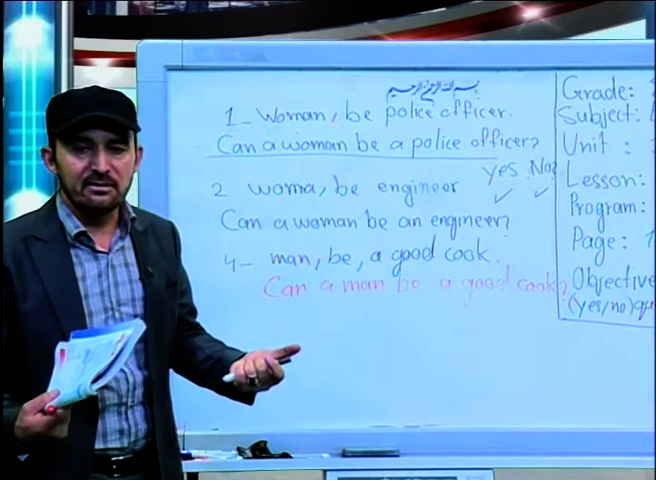 بسم الله الرحمن الرحیم
1_ Woman, be police officer.
Can a woman be a police officer?
yes No?
2 woma, be engineer
Can a woman be an engineer?
4_ man, be, a good cook.
Can a man be a good cook?
Grade:
Subject:
Unit :
Lesson:
Program:
Page: 1
Objective
(yes/no)